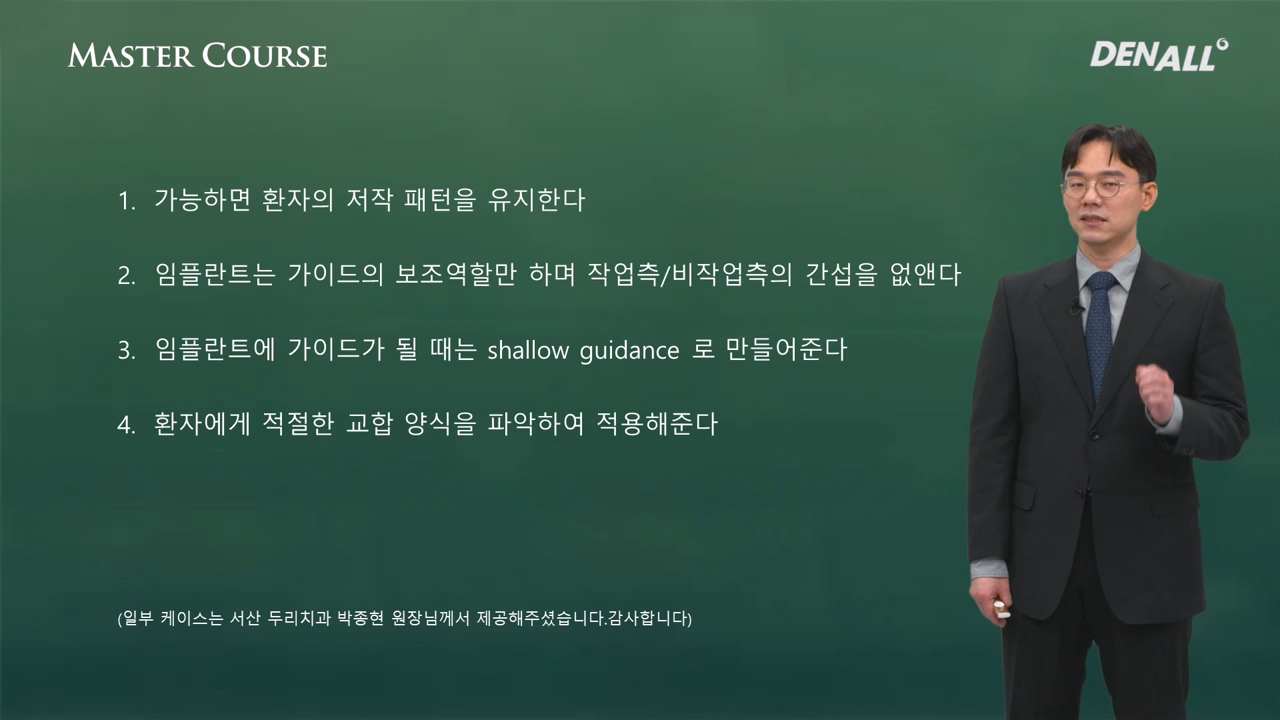 MASTER COURSE
DENALL
1. 가능하면 환자의 저작 패턴을 유지한다
2. 임플란트는 가이드의 보조역할만 하며 작업측/비작업측의 간섭을 없앤다
3. 임플란트에 가이드가 될 때는 shallow guidance 로 만들어준다
4. 환자에게 적절한 교합 양식을 파악하여 적용해준다
(일부 케이스는 서산 두리치과 박종현 원장님께서 제공해주셨습니다.감사합니다)